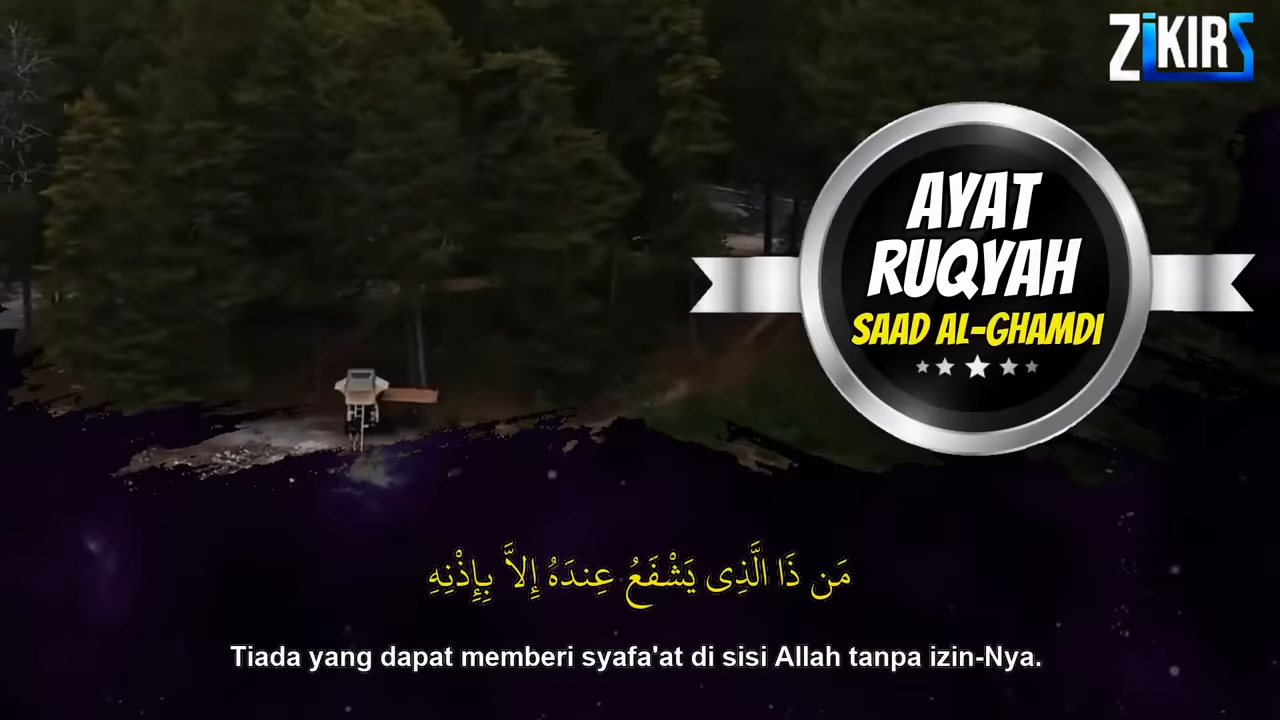 ZiKIRS
AYAT
RUQYAH
SAAD AL-GHAMDI
مَن ذَا الَّذِى يَشْفَعُ عِندَهُ إِلاَّ بِإِذْنِهِ
Tiada yang dapat memberi syafa'at di sisi Allah tanpa izin-Nya.